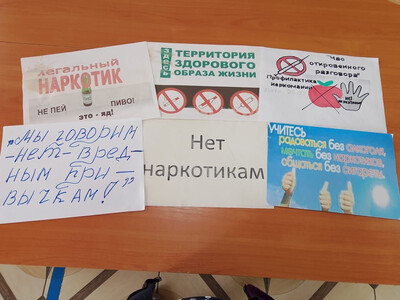 легальный
НАРКОТИК
НЕ ПЕЙ ПИВО!
ЭТО - ЯД!
ЗДЕСЬ
ТЕРРИТОРИЯ
ЗДОРОВОГО
ОБРАЗА ЖИЗНИ
"Час
откровенного
разговора"
Профилактика
наркомании
„Мы говорим
-нет- вред-
ным при-
вычкам!"
Нет
наркотикам
УЧИТЕСЬ
радоваться без алкоголя,
мечтать без наркотиков,
общаться без сигарет.